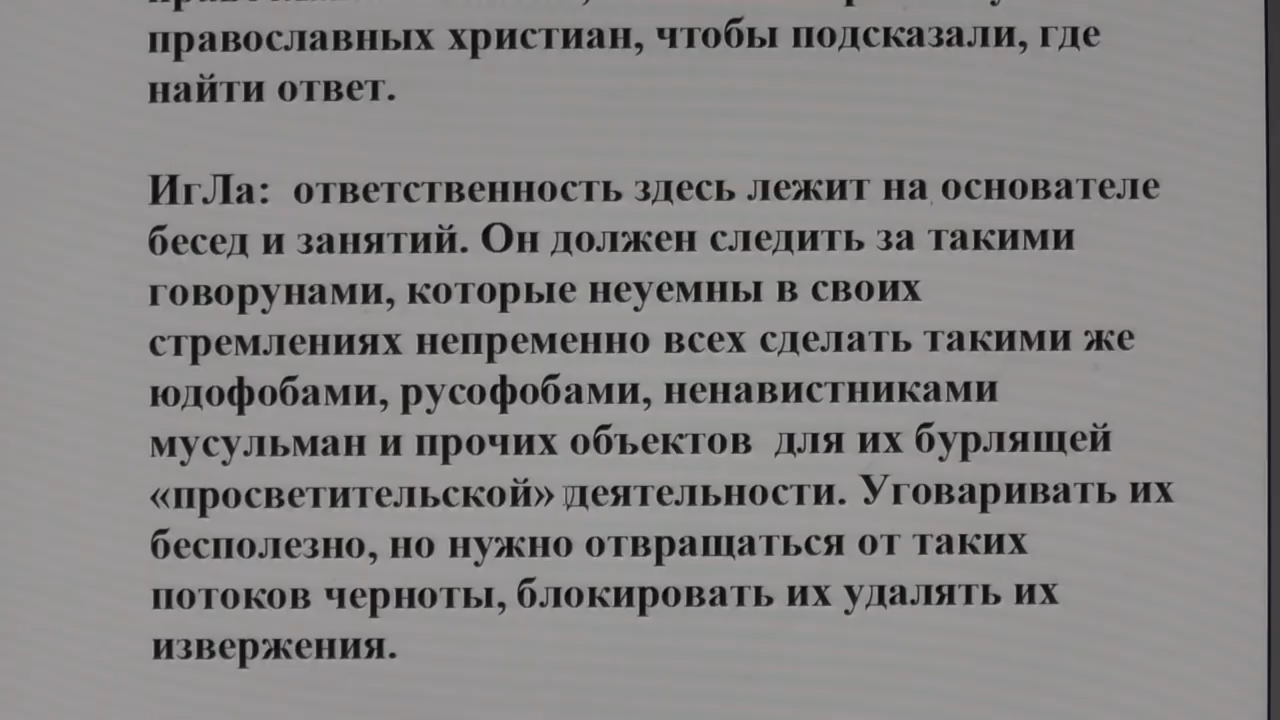 православных христиан, чтобы подсказали, где
найти ответ.
ИгЛа:  ответственность здесь лежит на основателе
бесед и занятий. Он должен следить за такими
говорунами, которые неуемны в своих
стремлениях непременно всех сделать такими же
юдофобами, русофобами, ненавистниками
мусульман и прочих объектов  для их бурлящей
«просветительской» деятельности. Уговаривать их
бесполезно, но нужно отвращаться от таких
потоков черноты, блокировать их удалять их
извержения.